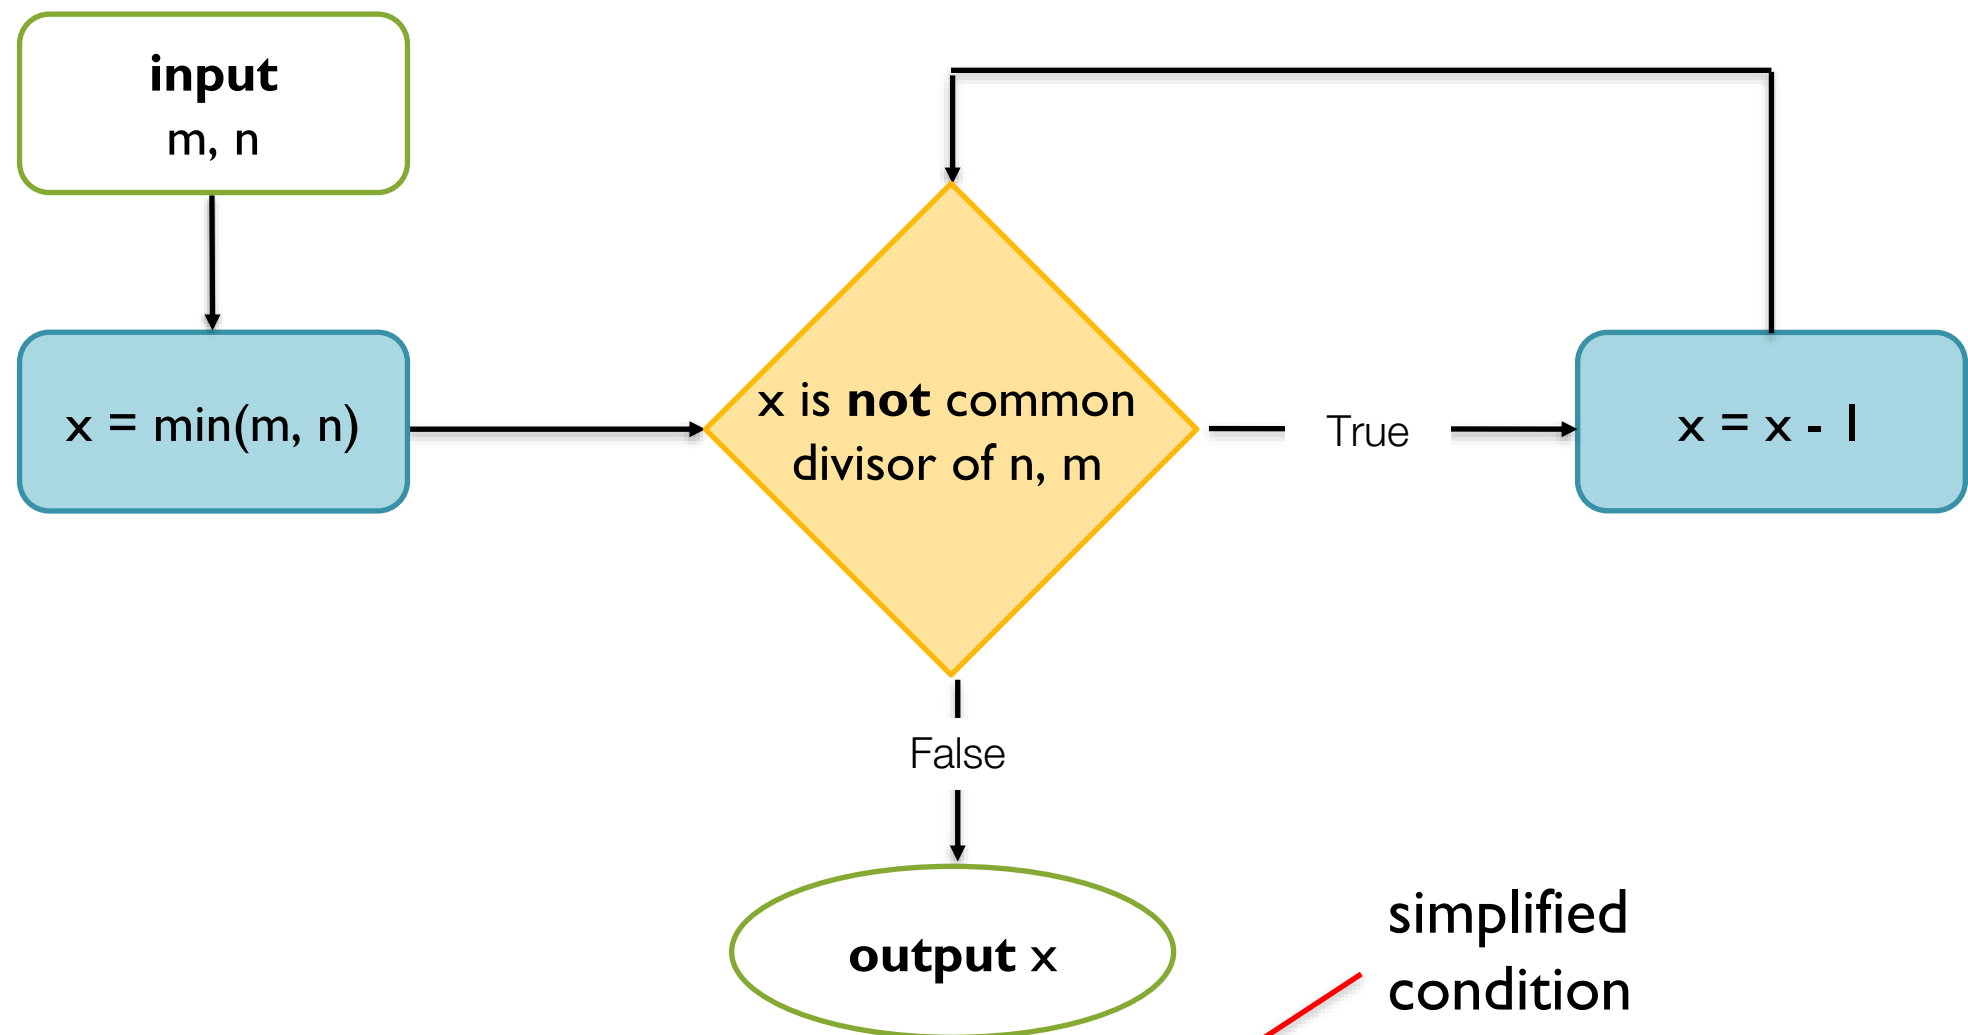 input
m, n
x = min(m, n)
x is not common
divisor of n, m
True
x = x - 1
False
output x
simplified
condition